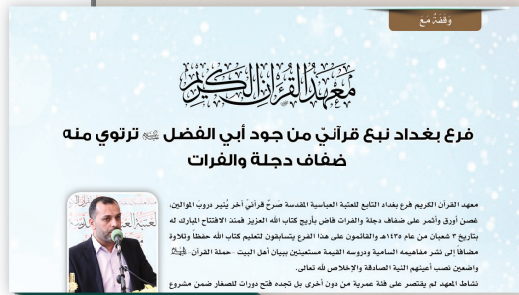 وقفة مع
معهد القرآن الكريم
فرع بغداد نبع قرآنيّ من جود أبي الفضل ترتوي منه
ضفاف دجلة والفرات
معهد القرآن الكريم فرع بغداد التابع للعتبة العباسية المقدسة صرحٌ قرآنيّ آخر يُنير دروبَ الموالين،
غصن أورق وأثمر على ضفاف دجلة والفرات فاض بأريج كتاب الله العزيز فمنذ الافتتاح المبارك له
بتاريخ ٣ شعبان من عام ١٤٣٥هـ والقائمون على هذا الفرع يتسابقون لتعليم كتاب الله حفظا وتلاوة
مضافاً إلى نشر مفاهيمه السامية ودروسه القيمة مستعينين ببيان أهل البيت -حملة القرآن-
واضعين نصب أعينهم النية الصادقة والإخلاص لله تعالى.
نشاط المعهد لم يقتصر على فئة عمرية من دون أخرى بل تجده فتح دورات للصغار ضمن مشروع